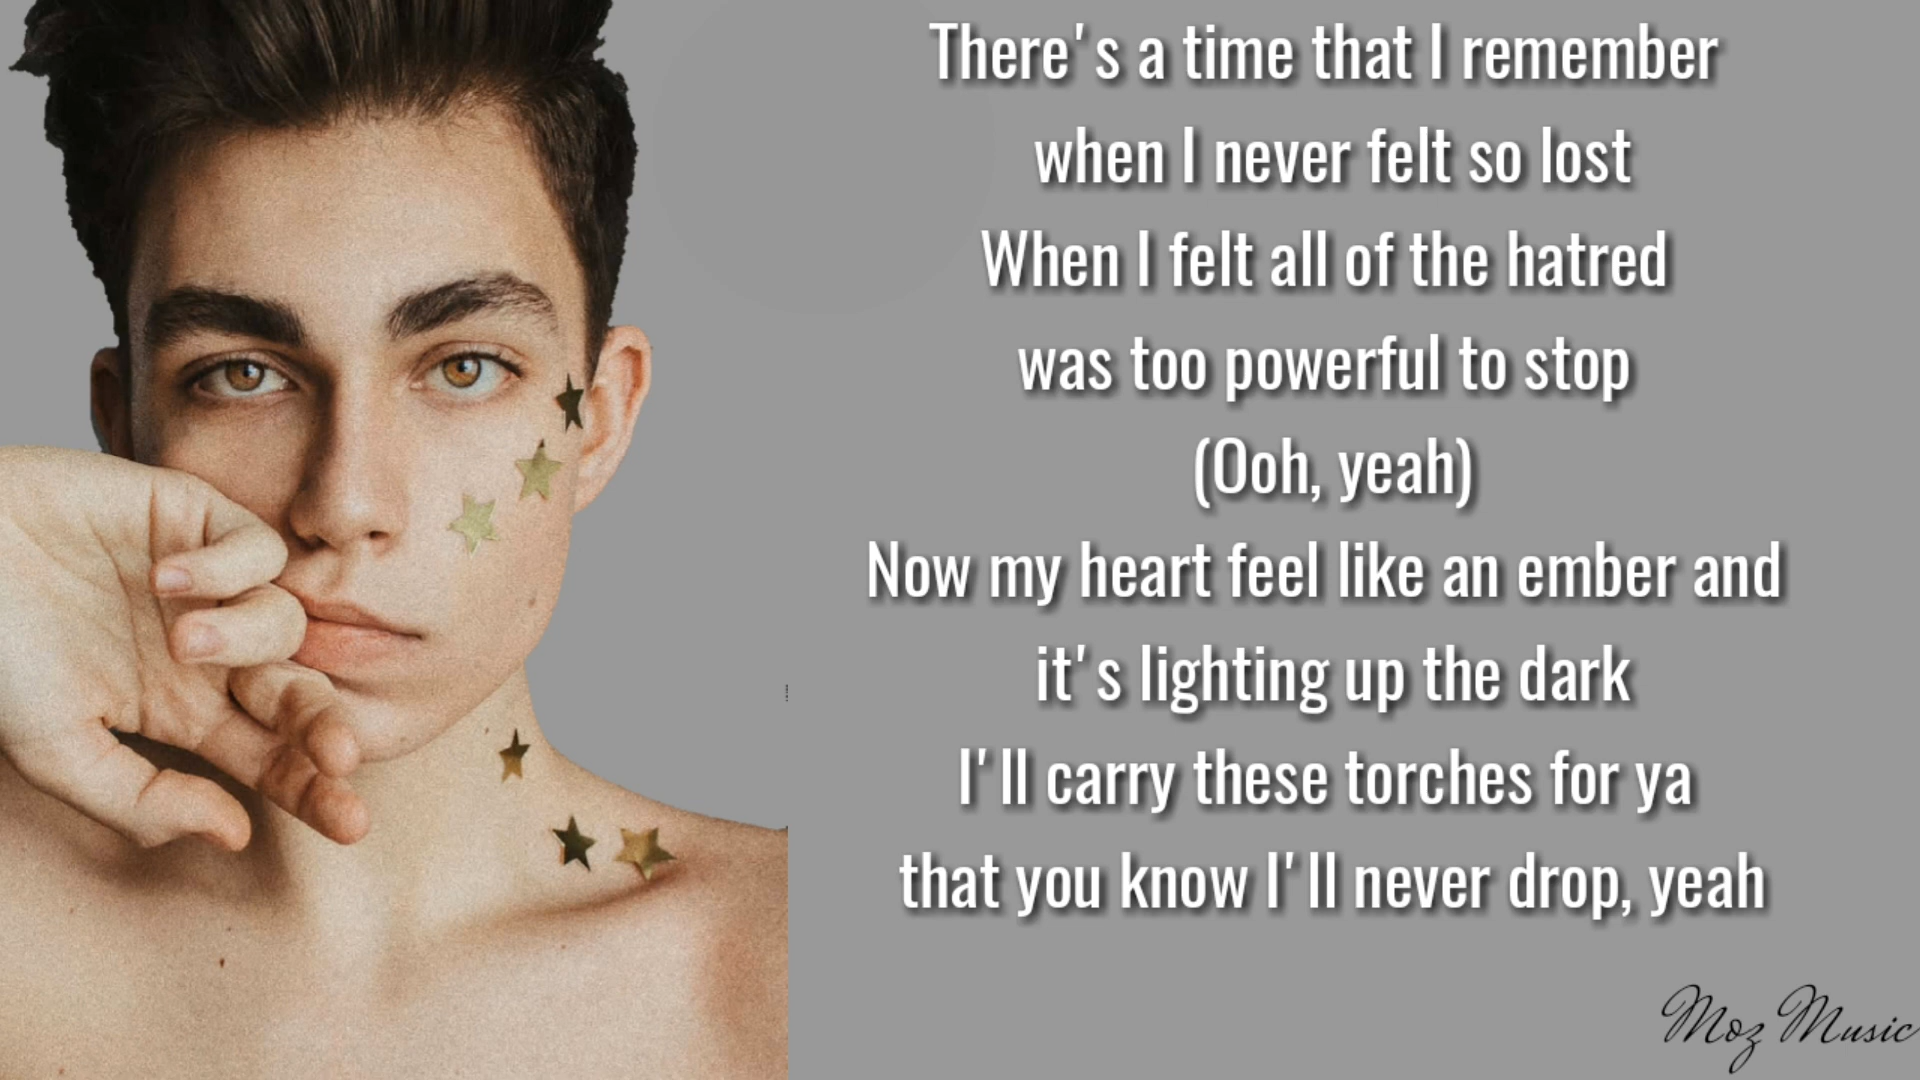 There's a time that I remember
when I never felt so lost
When I felt all of the hatred
was too powerful to stop
(Ooh, yeah)
Now my heart feel like an ember and
it's lighting up the dark
I'll carry these torches for ya
that you know I'll never drop, yeah
Moz Music